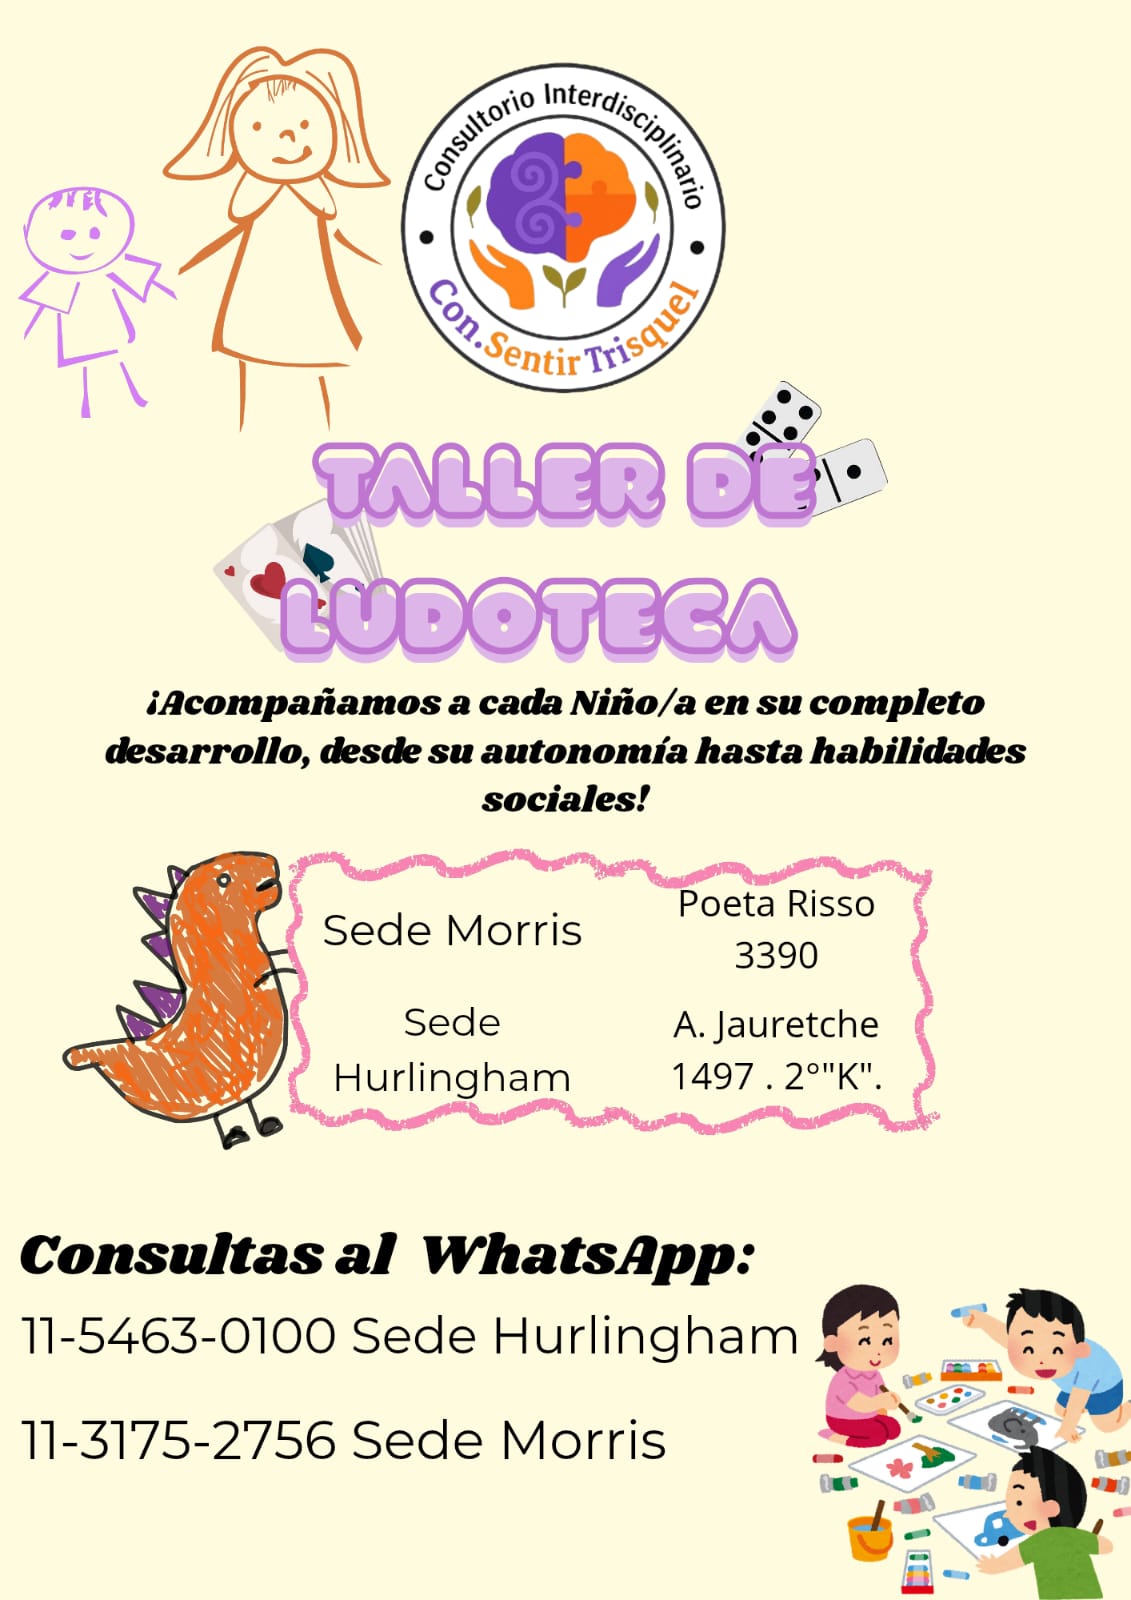 Consultorio Interdisciplinario
Con.Sentir Trisquel
TALLER DE
LUDOTECA
¡Acompañamos a cada Niño/a en su completo
desarrollo, desde su autonomía hasta habilidades
sociales!
Sede Morris
Poeta Risso
3390
Sede
Hurlingham
A. Jauretche
1497 . 2°"K".
Consultas al WhatsApp:
11-5463-0100 Sede Hurlingham
11-3175-2756 Sede Morris